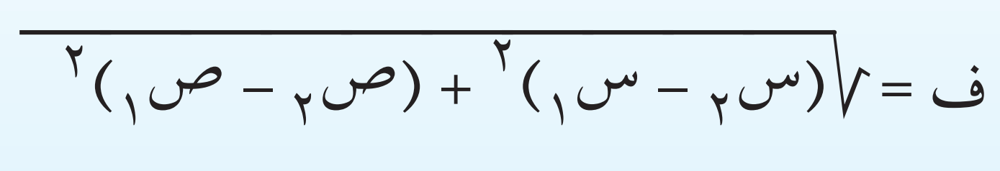 ف = √(س٢ – س١)٢ + (ص٢ – ص١)٢